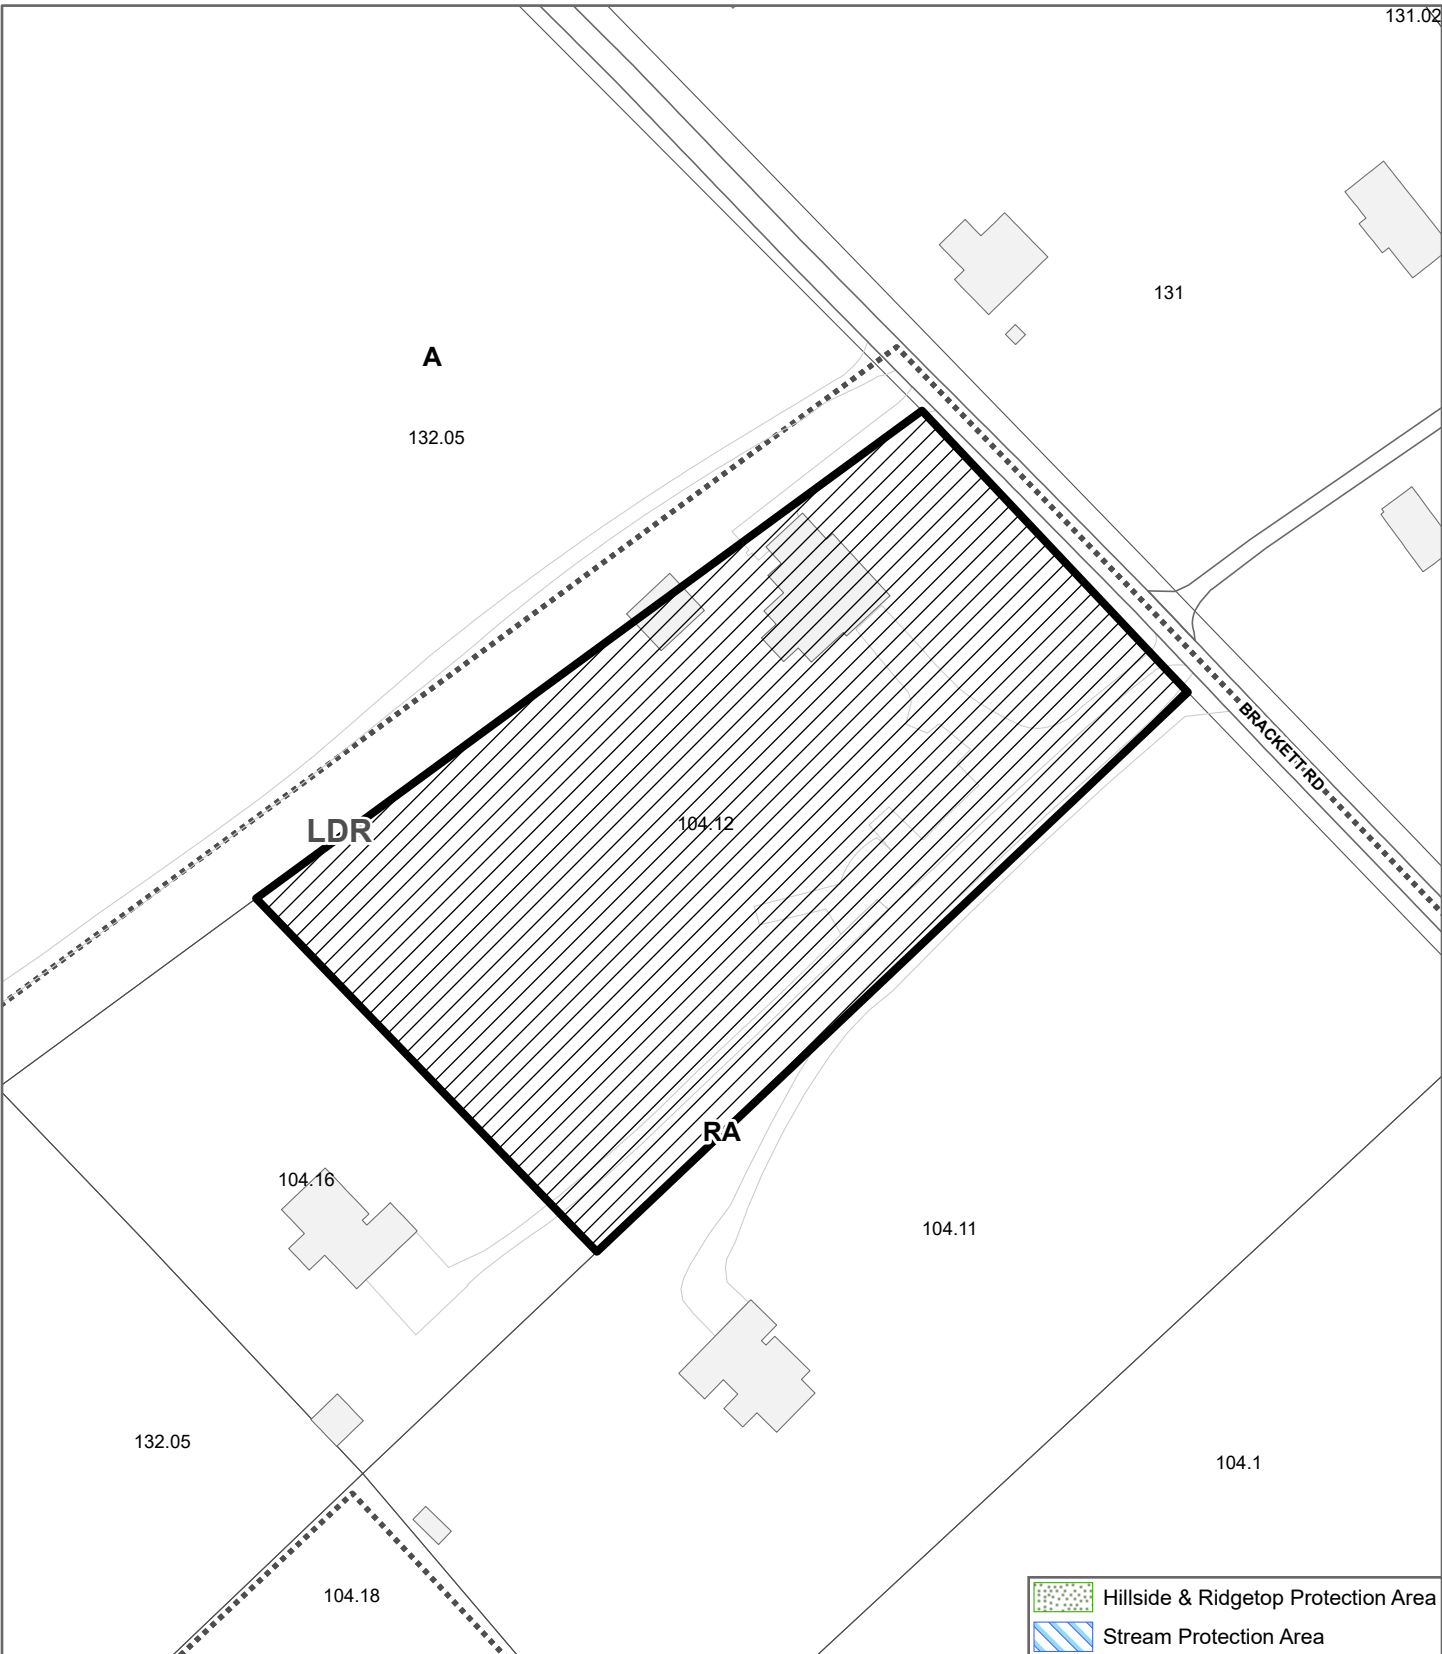 131.02
131
A
132.05
BRACKETT RD
LDR
104.12
RA
104.16
104.11
132.05
104.1
104.18
Hillside & Ridgetop Protection Area
Stream Protection Area